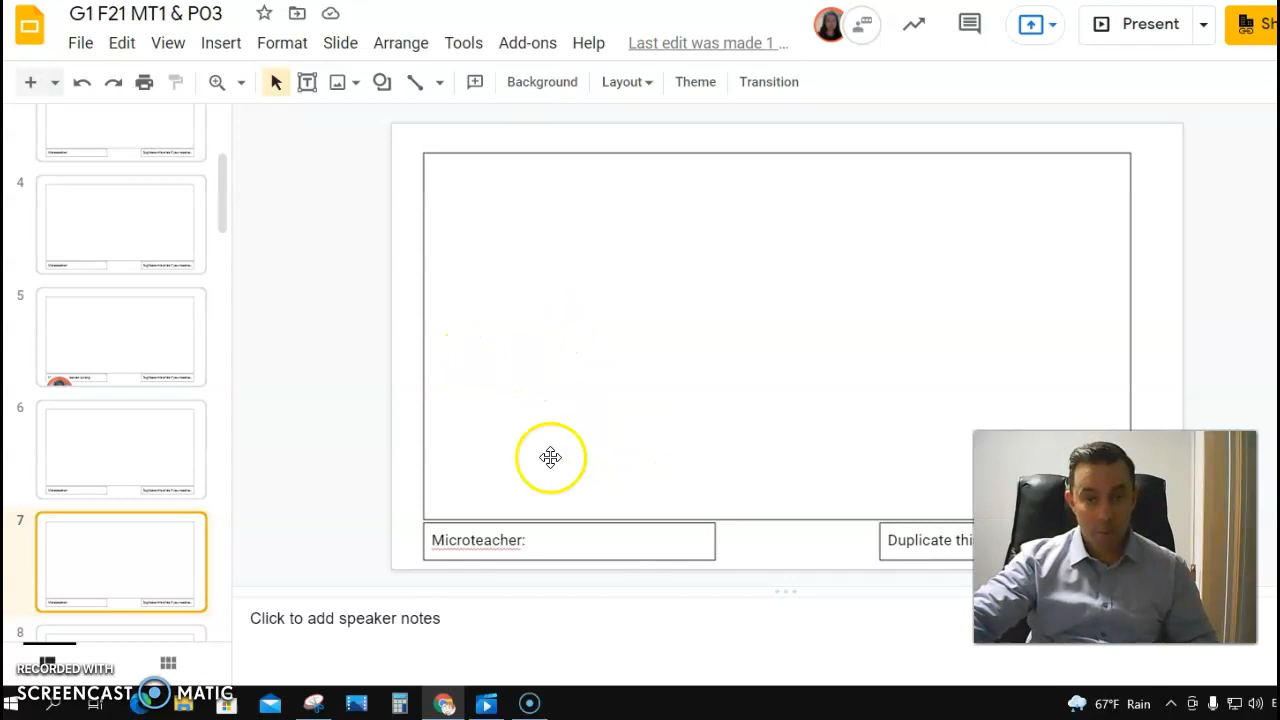 G1 F21 MT1 & PO3
File Edit View Insert Format Slide Arrange Tools Add-ons Help Last edit was made 1 …
Present
Sh
Background Layout Theme Transition
4
5
6
7
8
Microteacher:
Duplicate thi
Click to add speaker notes
RECORDED WITH
SCREENCAST MATIC
67°F Rain